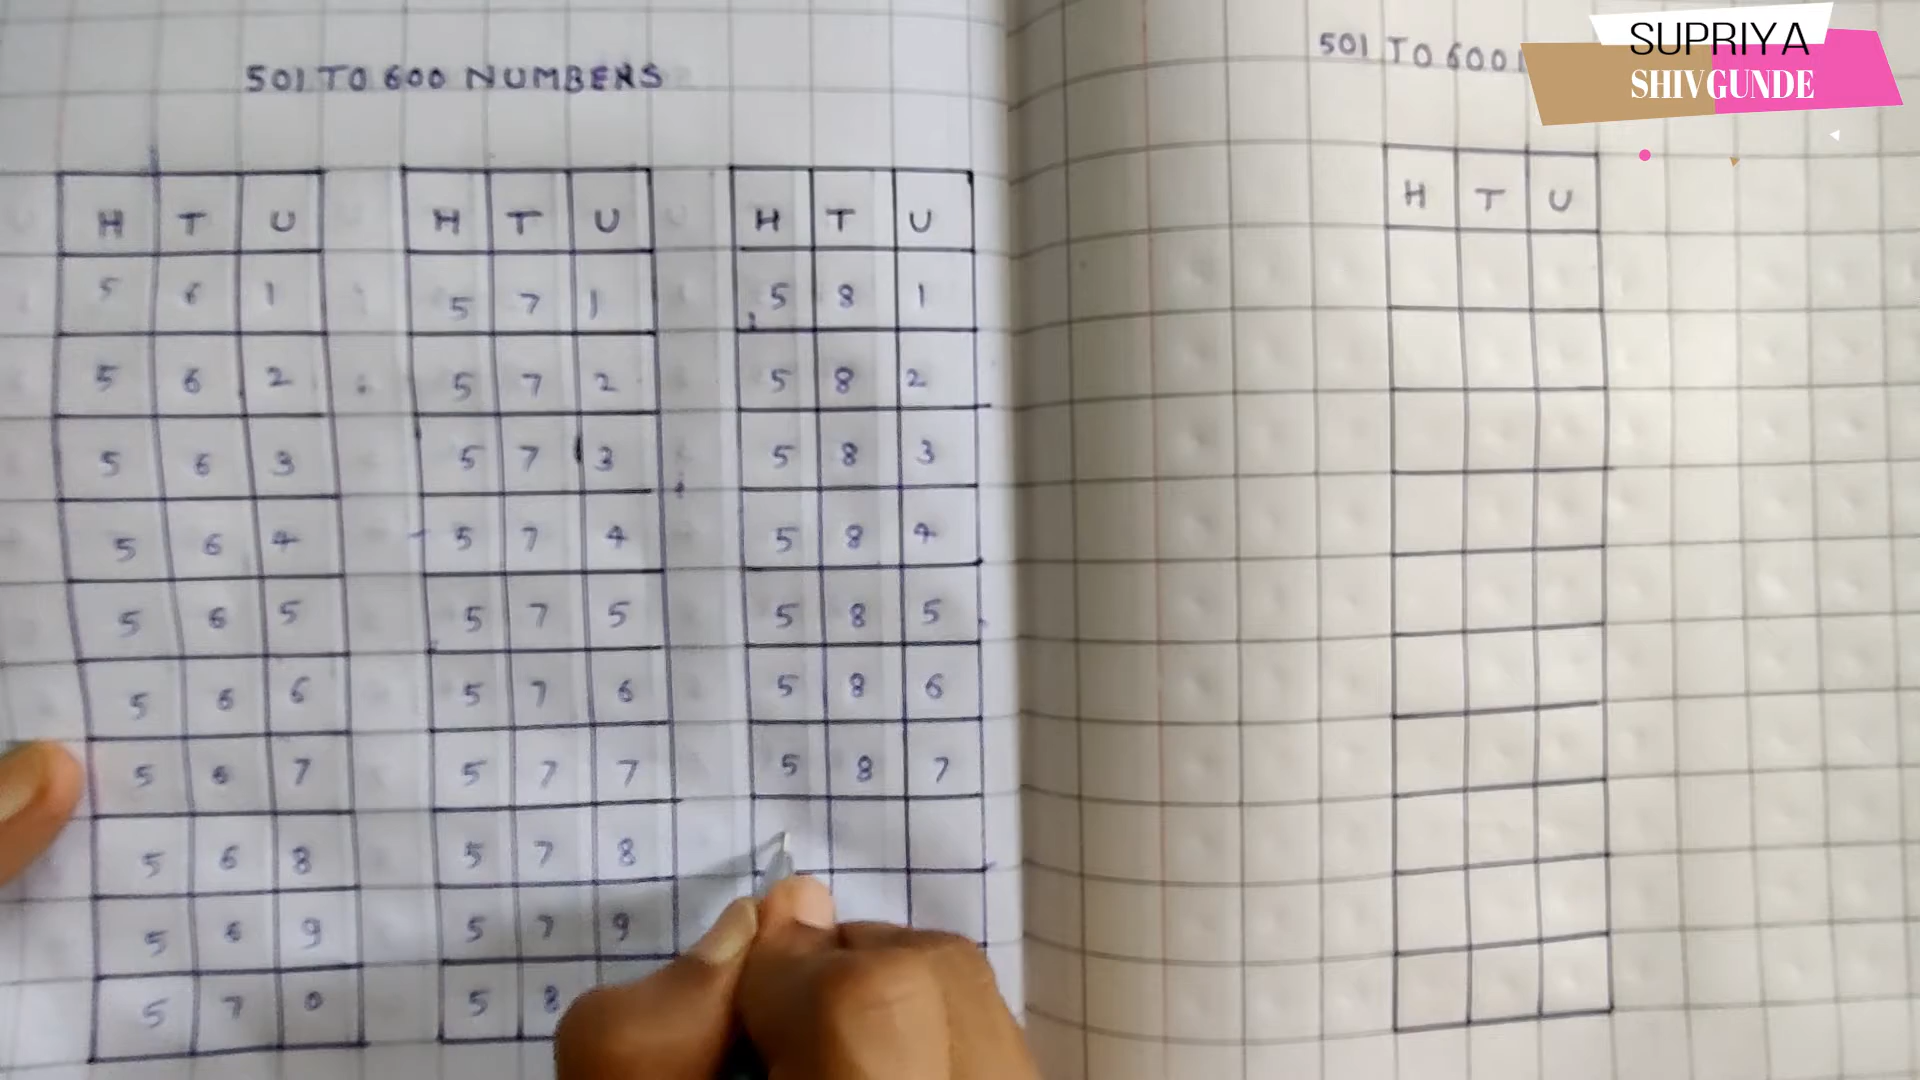 501 TO 600 NUMBERS
H T U H T U H T U
5 6 1 5 7 1 5 8 1
5 6 2 5 7 2 5 8 2
5 6 3 5 7 3 5 8 3
5 6 4 5 7 4 5 8 4
5 6 5 5 7 5 5 8 5
5 6 6 5 7 6 5 8 6
5 6 7 5 7 7 5 8 7
5 6 8 5 7 8
5 6 9 5 7 9
5 7 0 5 8
501 TO 600
H T U
SUPRIYA
SHIVGUNDE